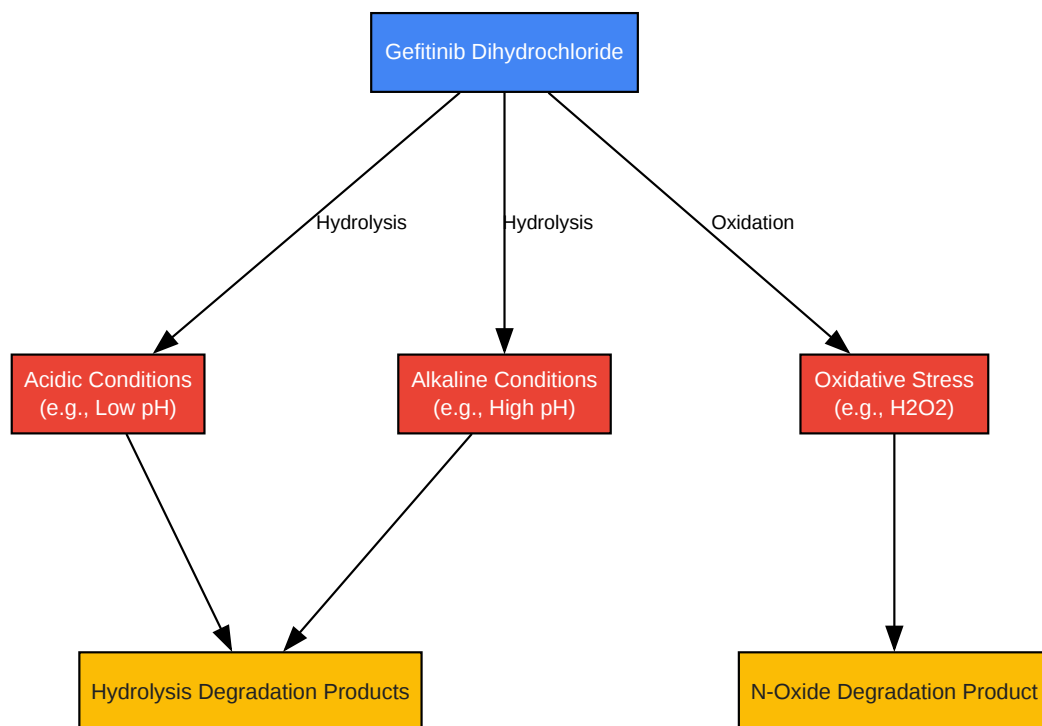 Gefitinib Dihydrochloride
Hydrolysis
Hydrolysis
Oxidation
Acidic Conditions
(e.g., Low pH)
Alkaline Conditions
(e.g., High pH)
Oxidative Stress
(e.g., H2O2)
Hydrolysis Degradation Products
N-Oxide Degradation Product